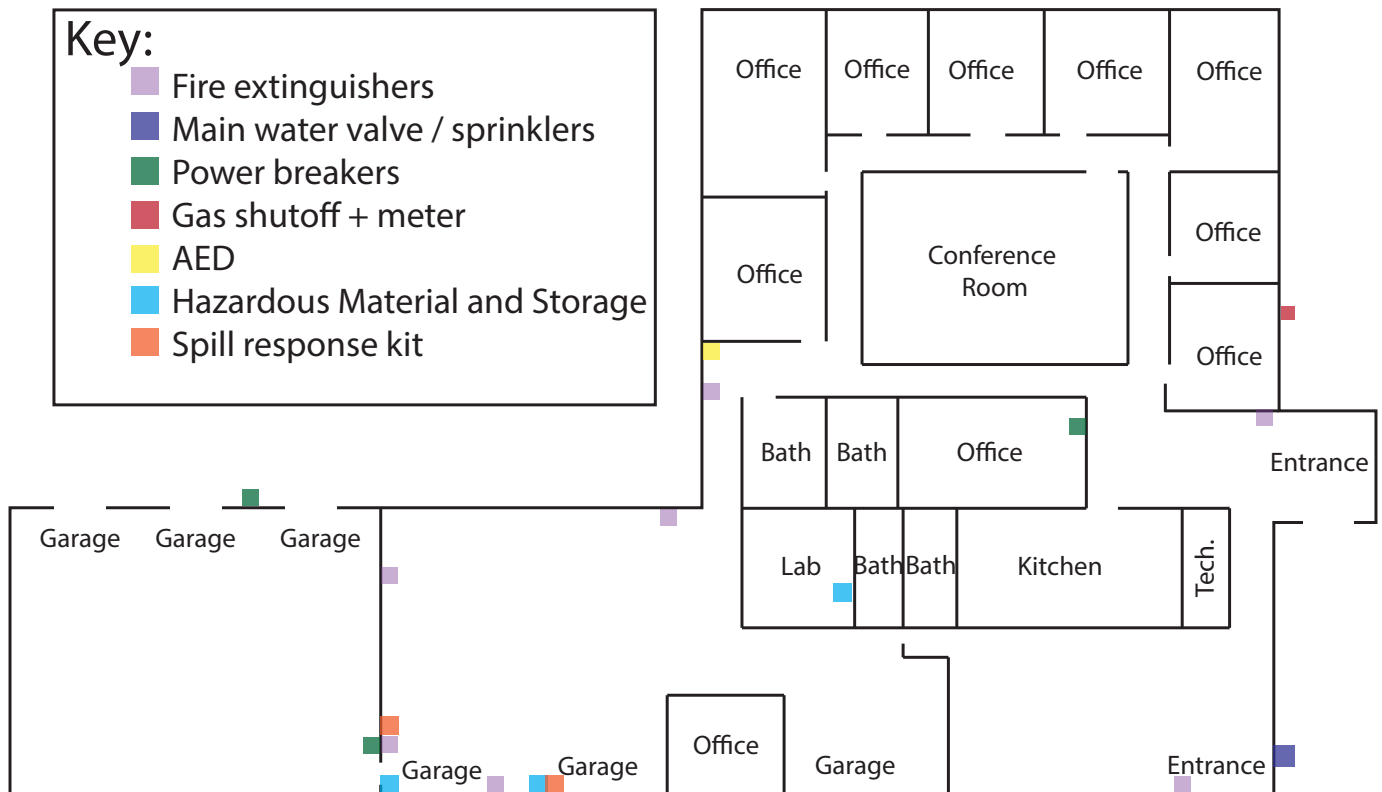 Key:
Fire extinguishers
Main water valve / sprinklers
Power breakers
Gas shutoff + meter
AED
Hazardous Material and Storage
Spill response kit
Office
Office
Office
Office
Office
Office
Office
Conference
Room
Office
Bath
Bath
Office
Entrance
Garage
Garage
Garage
Lab
Bath
Bath
Kitchen
Tech.
Garage
Garage
Office
Garage
Entrance